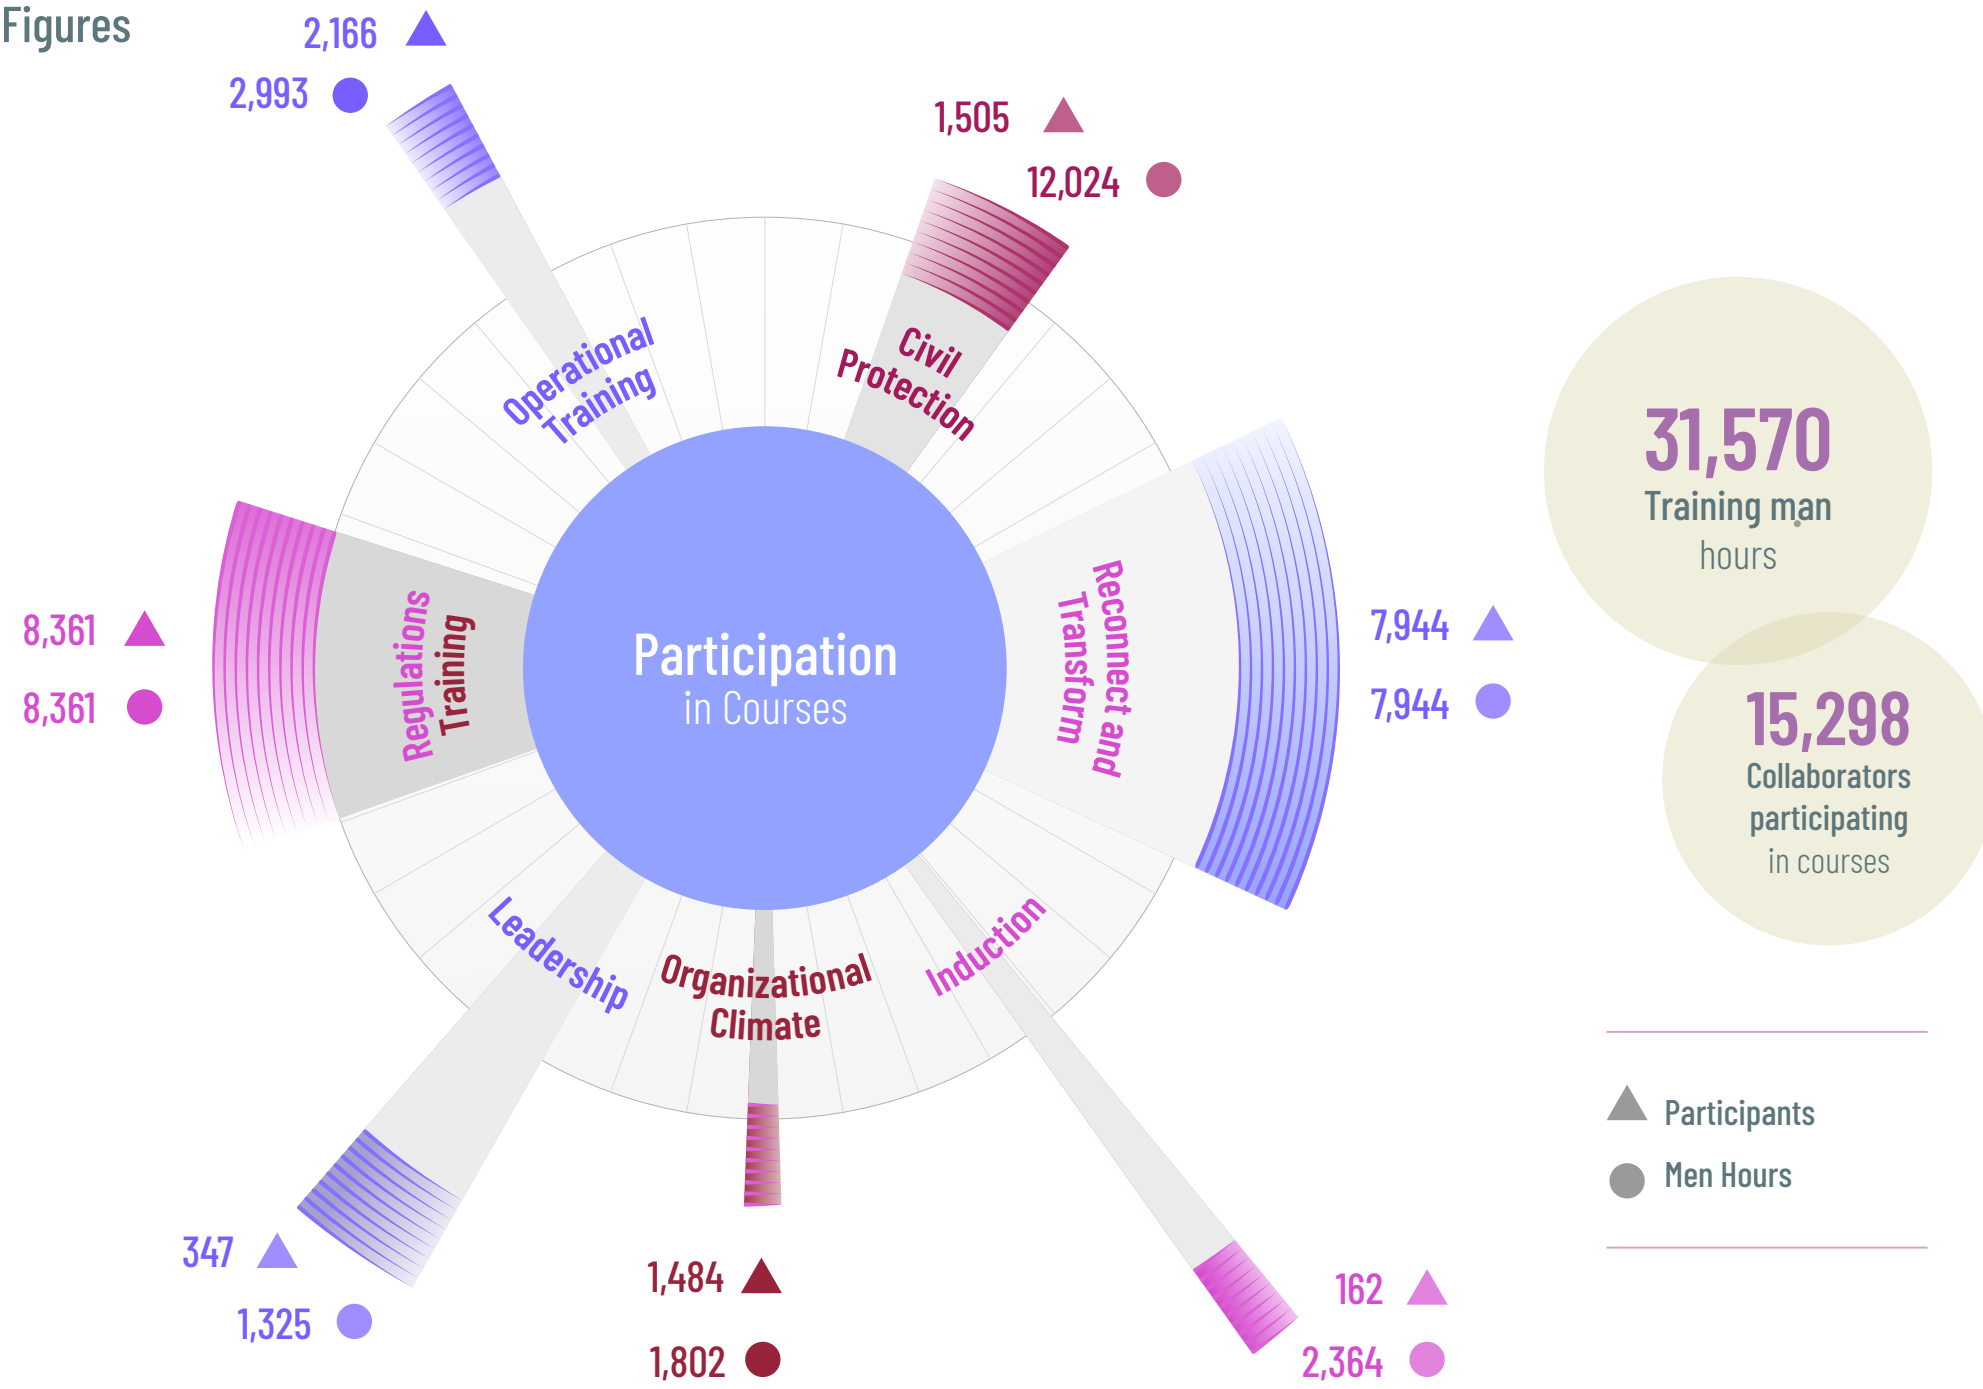 Figures
2,166
2,993
1,505
12,024
Operational
Training
Civil
Protection
31,570
Training man
hours
Regulations
Training
8,361
8,361
Participation
in Courses
Reconnect and
Transform
7,944
7,944
15,298
Collaborators
participating
in courses
Leadership
Organizational
Climate
Induction
Participants
Men Hours
347
1,325
1,484
1,802
162
2,364